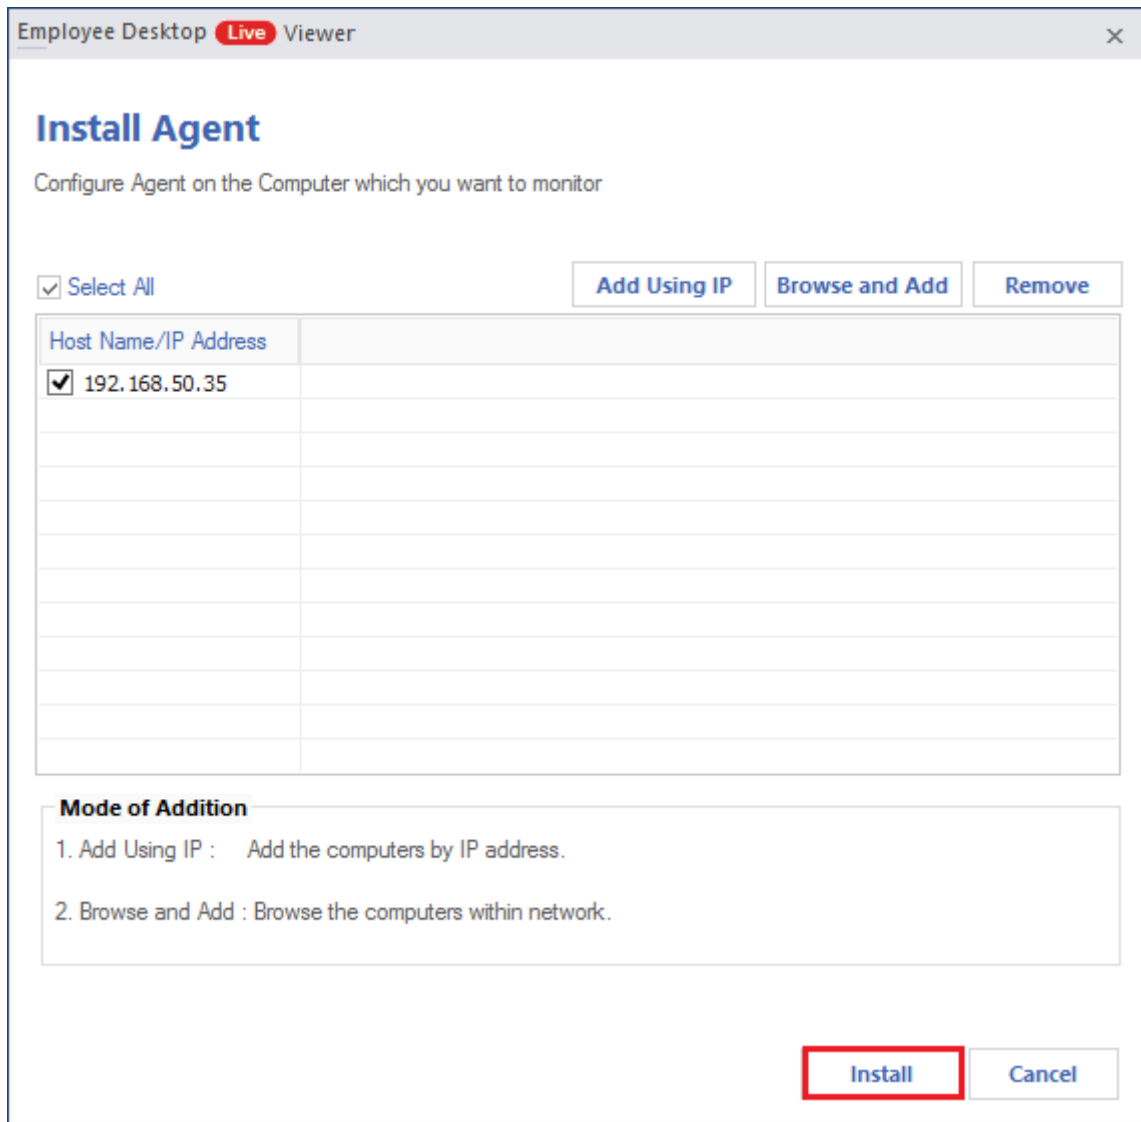 Employee Desktop Live Viewer
Install Agent
Configure Agent on the Computer which you want to monitor
Select All
Add Using IP
Browse and Add
Remove
Host Name/IP Address
192.168.50.35
Mode of Addition
1. Add Using IP : Add the computers by IP address.
2. Browse and Add : Browse the computers within network.
Install
Cancel